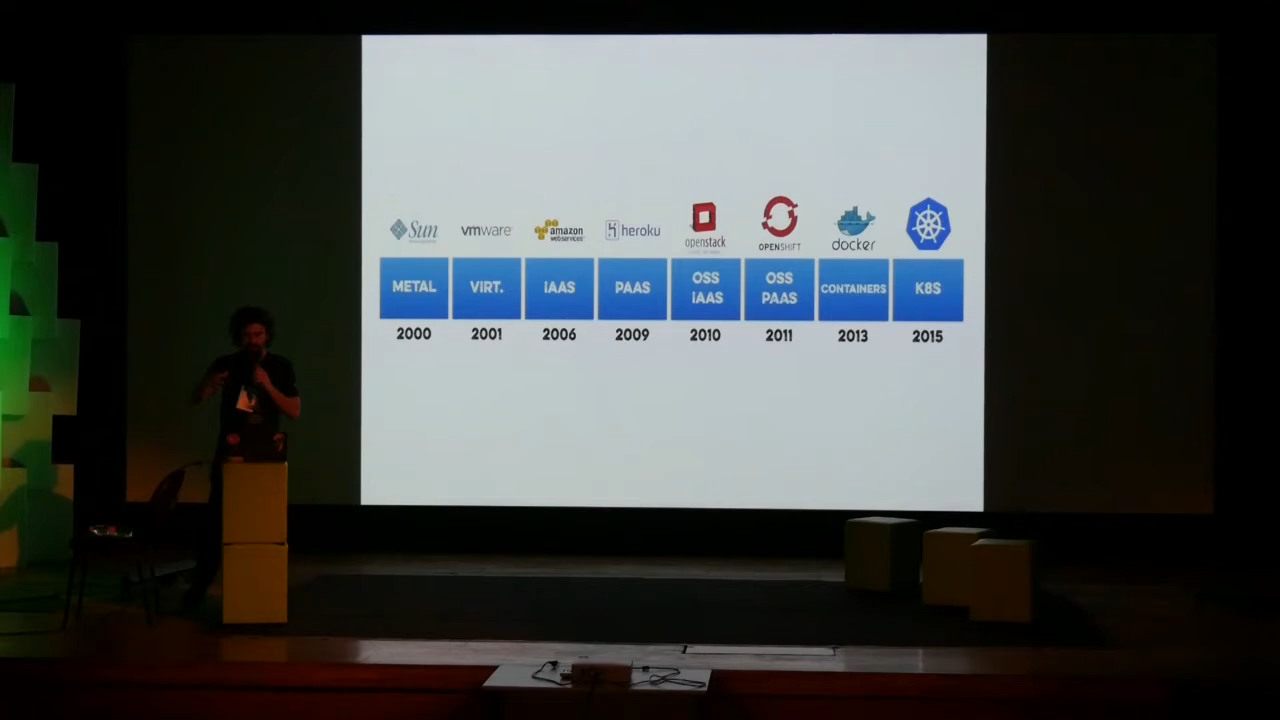 Sun
vmware
amazon
webservices
heroku
openstack
OPENSHIFT
docker
METAL
VIRT.
IAAS
PAAS
OSS
IAAS
OSS
PAAS
CONTAINERS
K8S
2000
2001
2006
2009
2010
2011
2013
2015